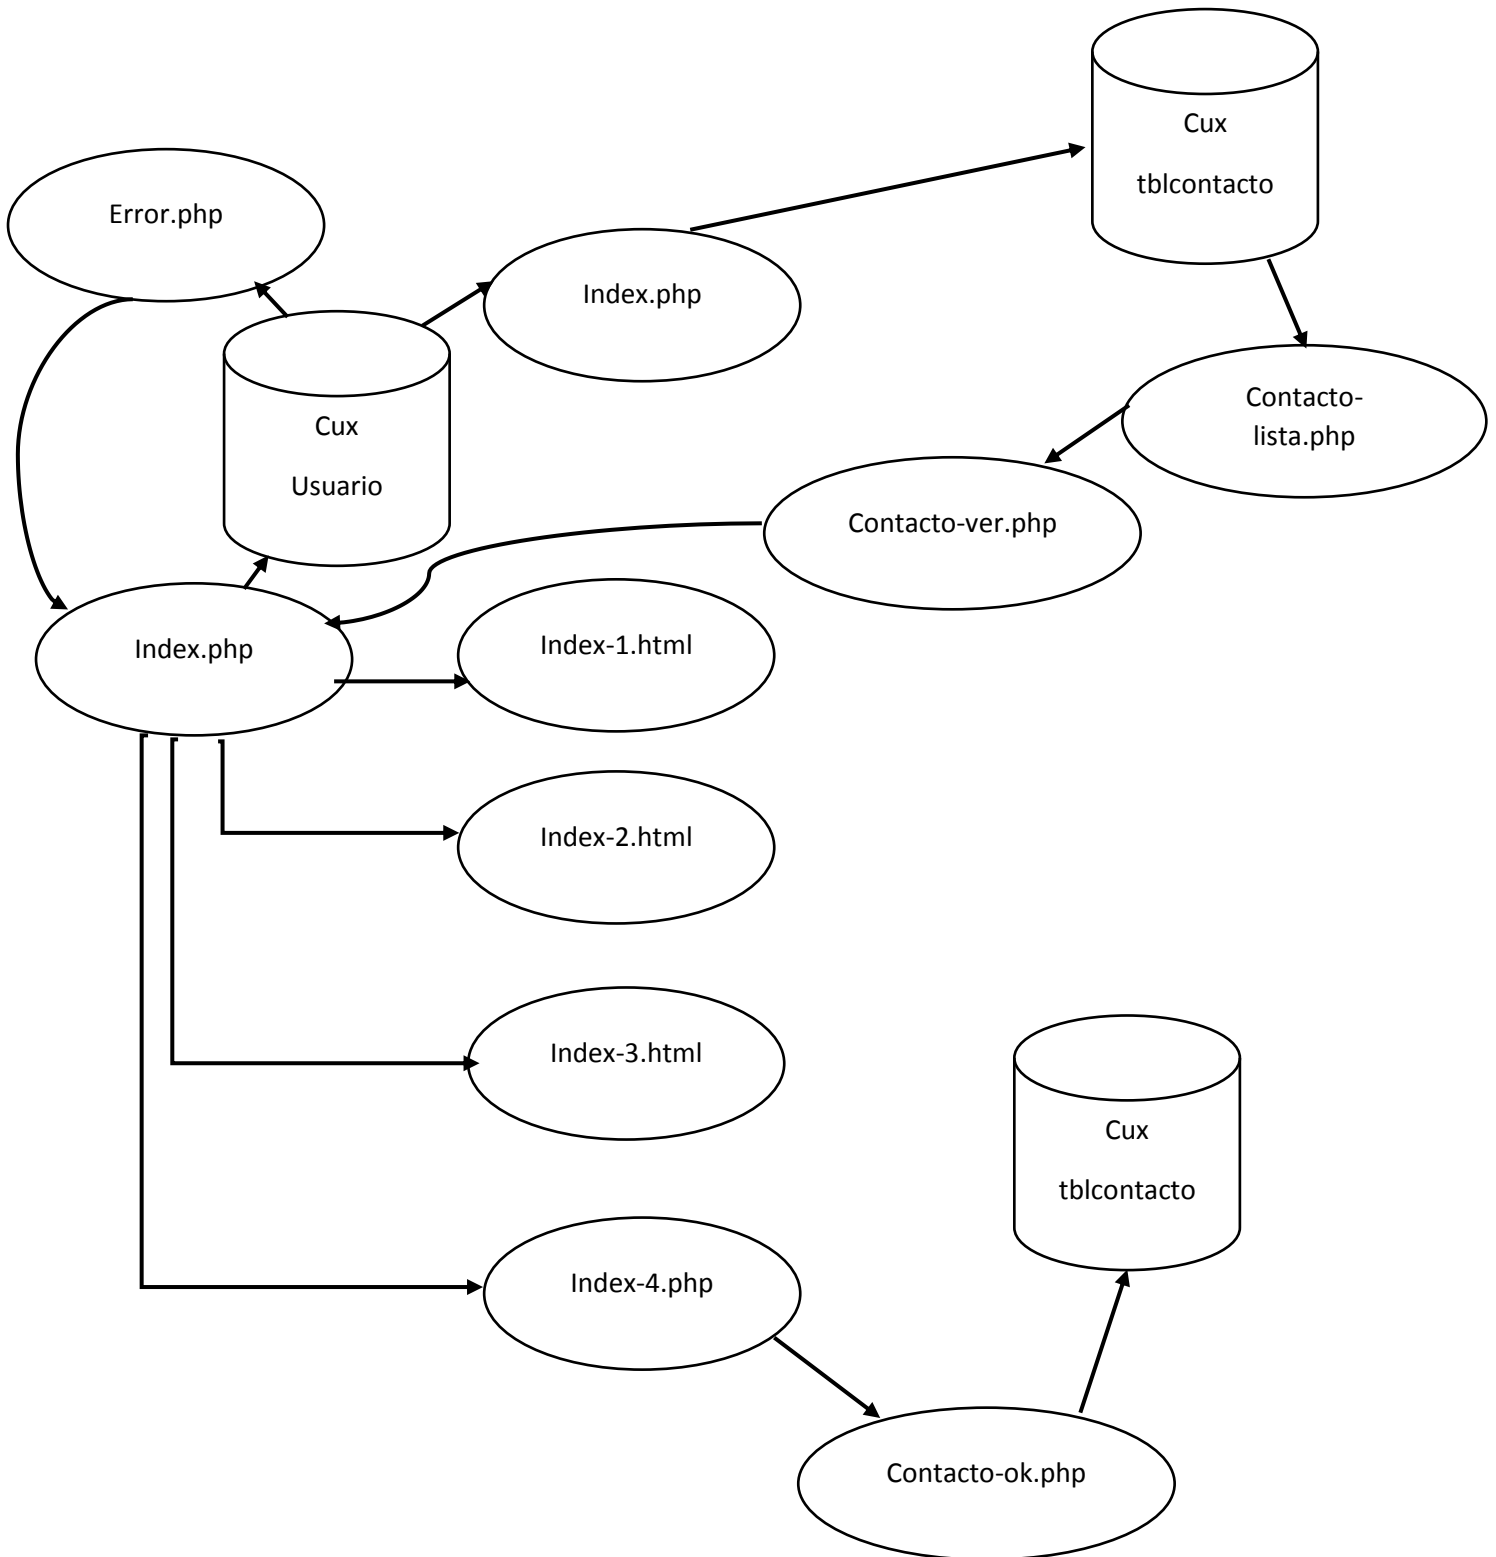 Cux
tblcontacto
Error.php
Index.php
Contacto-
lista.php
Cux
Usuario
Contacto-ver.php
Index.php
Index-1.html
Index-2.html
Index-3.html
Cux
tblcontacto
Index-4.php
Contacto-ok.php